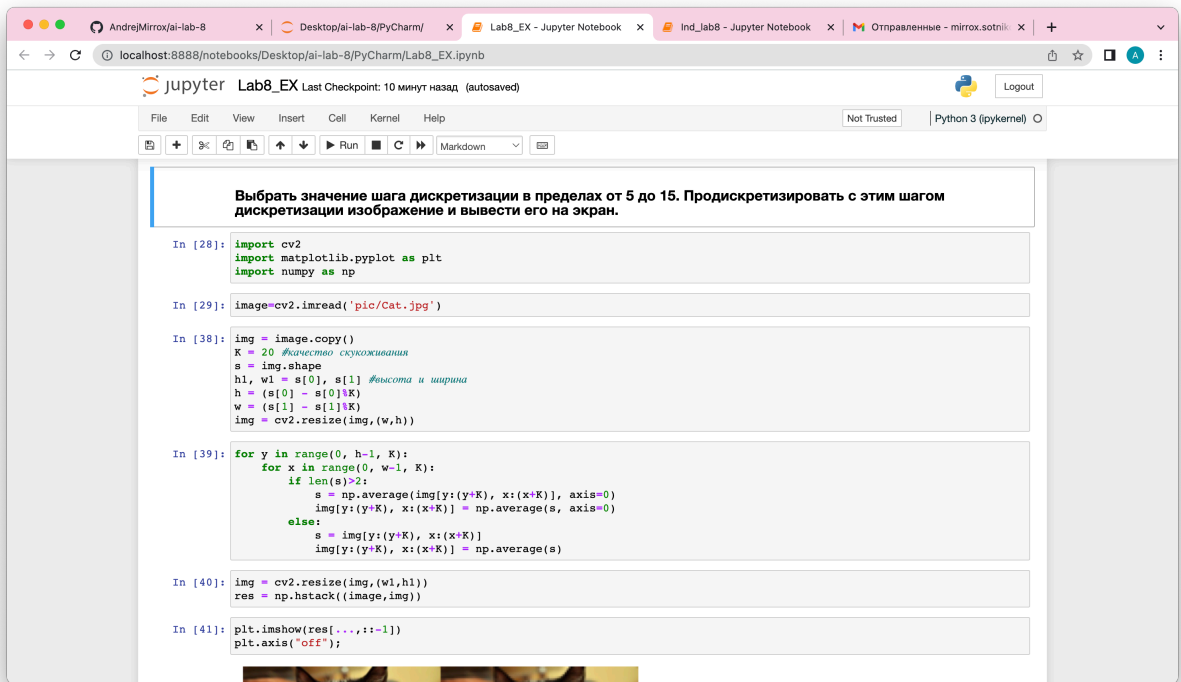 AndrejMirrox/ai-lab-8
Desktop/ai-lab-8/PyCharm/
Lab8_EX - Jupyter Notebook
Ind_lab8 - Jupyter Notebook
Отправленные - mirrox.sotnik
localhost:8888/notebooks/Desktop/ai-lab-8/PyCharm/Lab8_EX.ipynb
A
jupyter Lab8_EX Last Checkpoint: 10 минут назад (autosaved)
Logout
File Edit View Insert Cell Kernel Help
Not Trusted
Python 3 (ipykernel)
Run
Markdown
Выбрать значение шага дискретизации в пределах от 5 до 15. Продискретизировать с этим шагом
дискретизации изображение и вывести его на экран.
In [28]: import cv2
import matplotlib.pyplot as plt
import numpy as np
In [29]: image=cv2.imread('pic/Cat.jpg')
In [38]: img = image.copy()
K = 20 #качество скукоживания
s = img.shape
h1, w1 = s[0], s[1] #высота и ширина
h = (s[0] - s[0]%K)
w = (s[1] - s[1]%K)
img = cv2.resize(img,(w,h))
In [39]: for y in range(0, h-1, K):
    for x in range(0, w-1, K):
        if len(s)>2:
            s = np.average(img[y:(y+K), x:(x+K)], axis=0)
            img[y:(y+K), x:(x+K)] = np.average(s, axis=0)
        else:
            s = img[y:(y+K), x:(x+K)]
            img[y:(y+K), x:(x+K)] = np.average(s)
In [40]: img = cv2.resize(img,(w1,h1))
res = np.hstack((image,img))
In [41]: plt.imshow(res[...,::-1])
plt.axis("off");